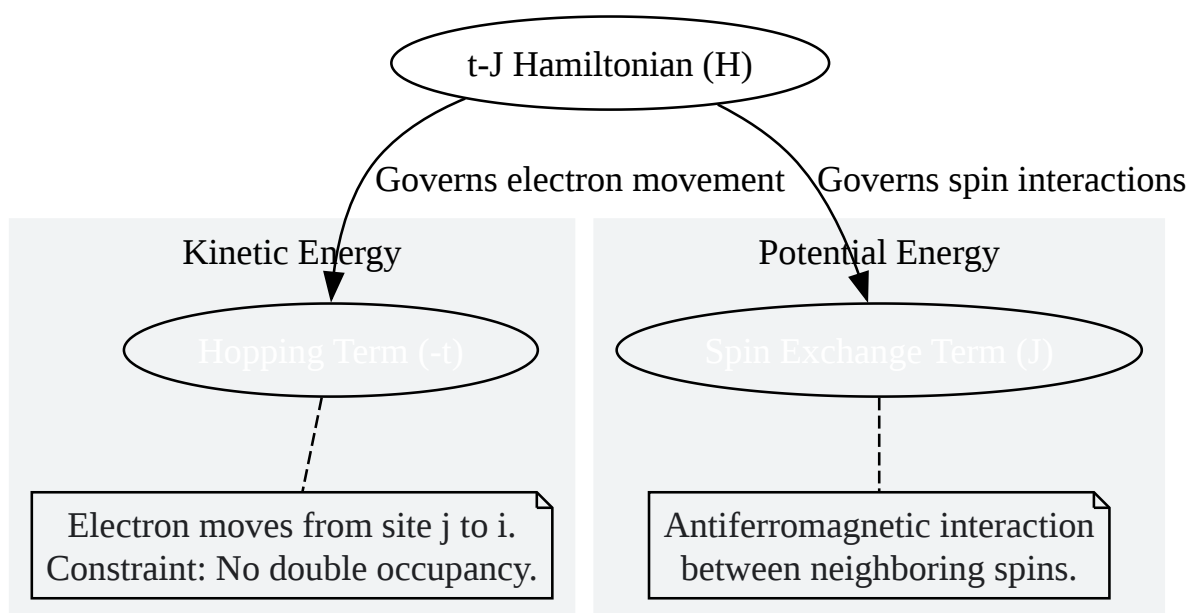 t-J Hamiltonian (H)
Governs electron movement
Governs spin interactions
Kinetic Energy
Potential Energy
Hopping Term (-t)
Spin Exchange Term (J)
Electron moves from site j to i.
Constraint: No double occupancy.
Antiferromagnetic interaction
between neighboring spins.